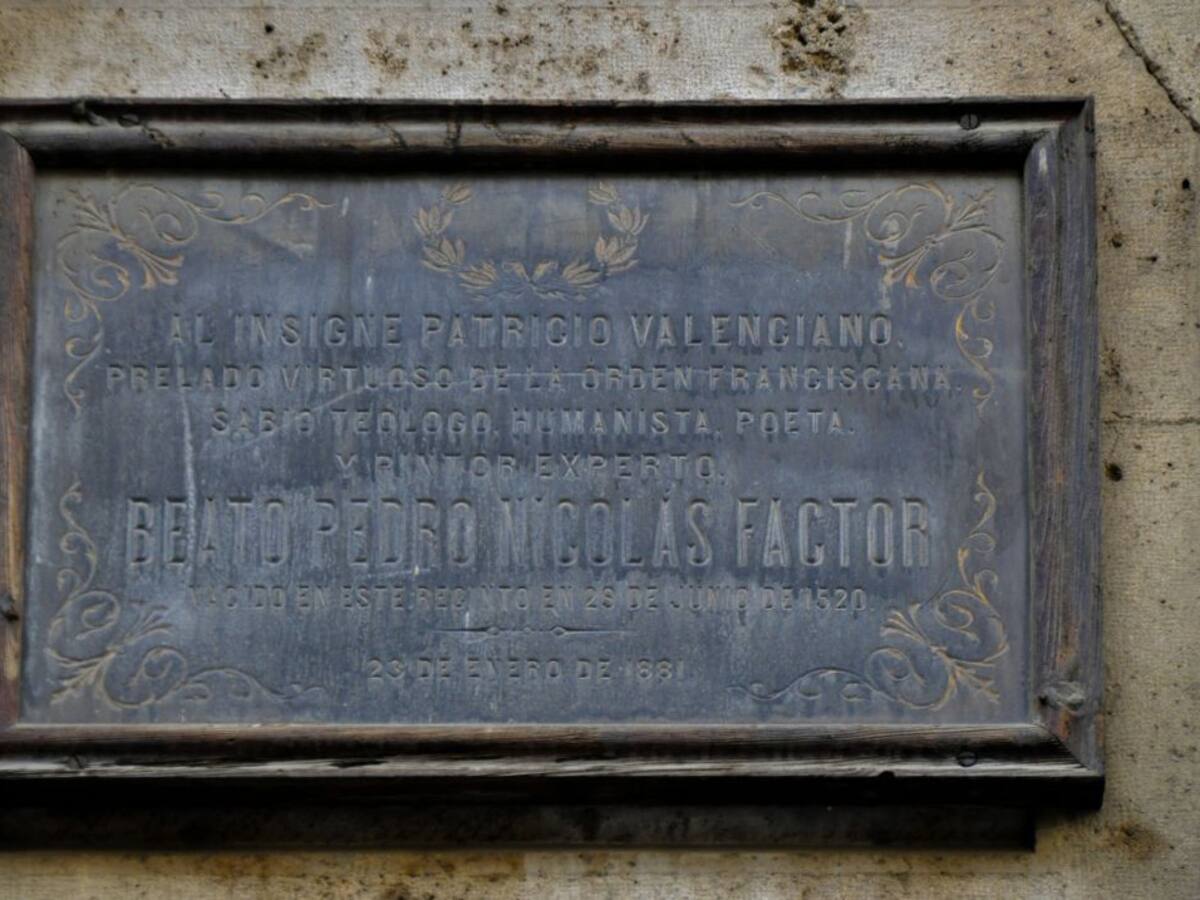 AL INSIGNE PATRICIO VALENCIANO,
PRELADO VIRTUOSO DE LA ÓRDEN FRANCISCANA,
SABIO TEÓLOGO, HUMANISTA, POETA,
Y PINTOR EXPERTO,
BEATO PEDRO NICOLÁS FACTOR
NACIDO EN ESTE RECINTO EN 29 DE JUNIO DE 1520.
23 DE ENERO DE 1881.